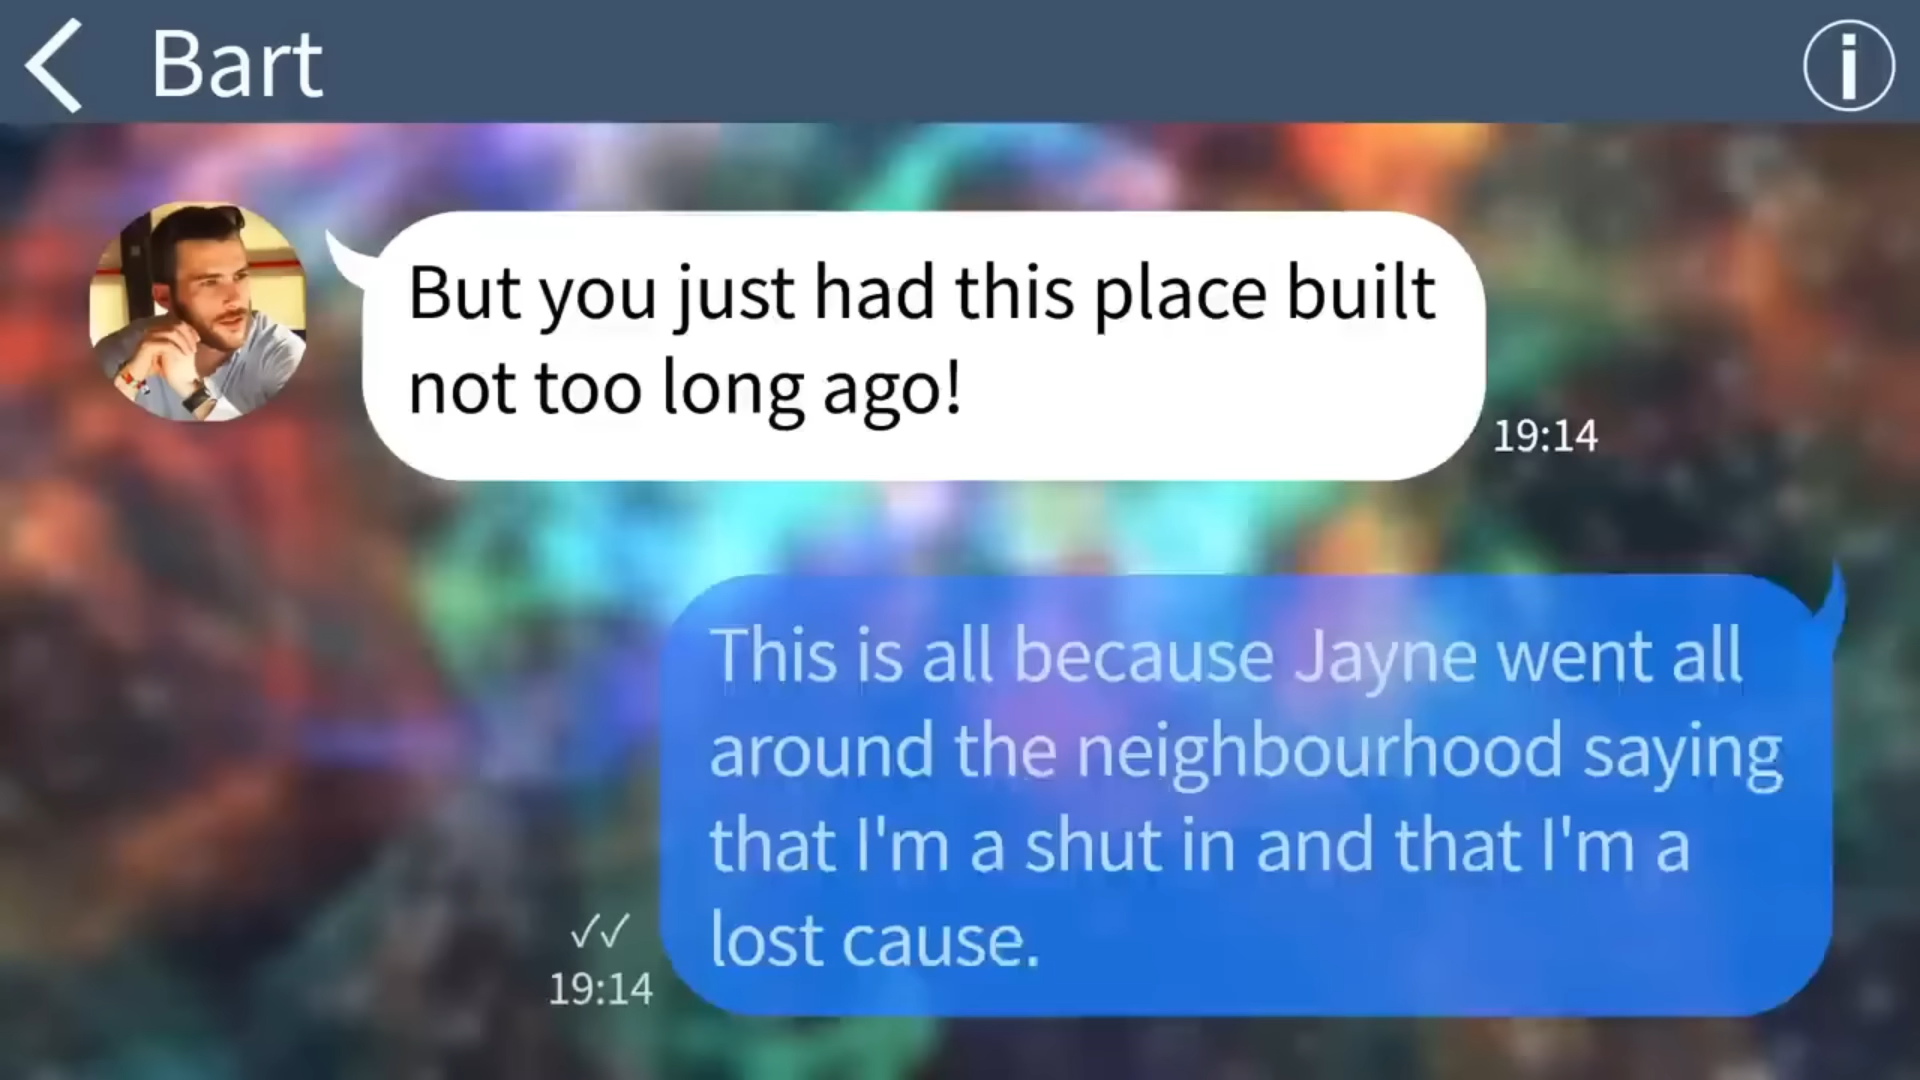 Bart
But you just had this place built
not too long ago!
19:14
This is all because Jayne went all
around the neighbourhood saying
that I'm a shut in and that I'm a
lost cause.
19:14